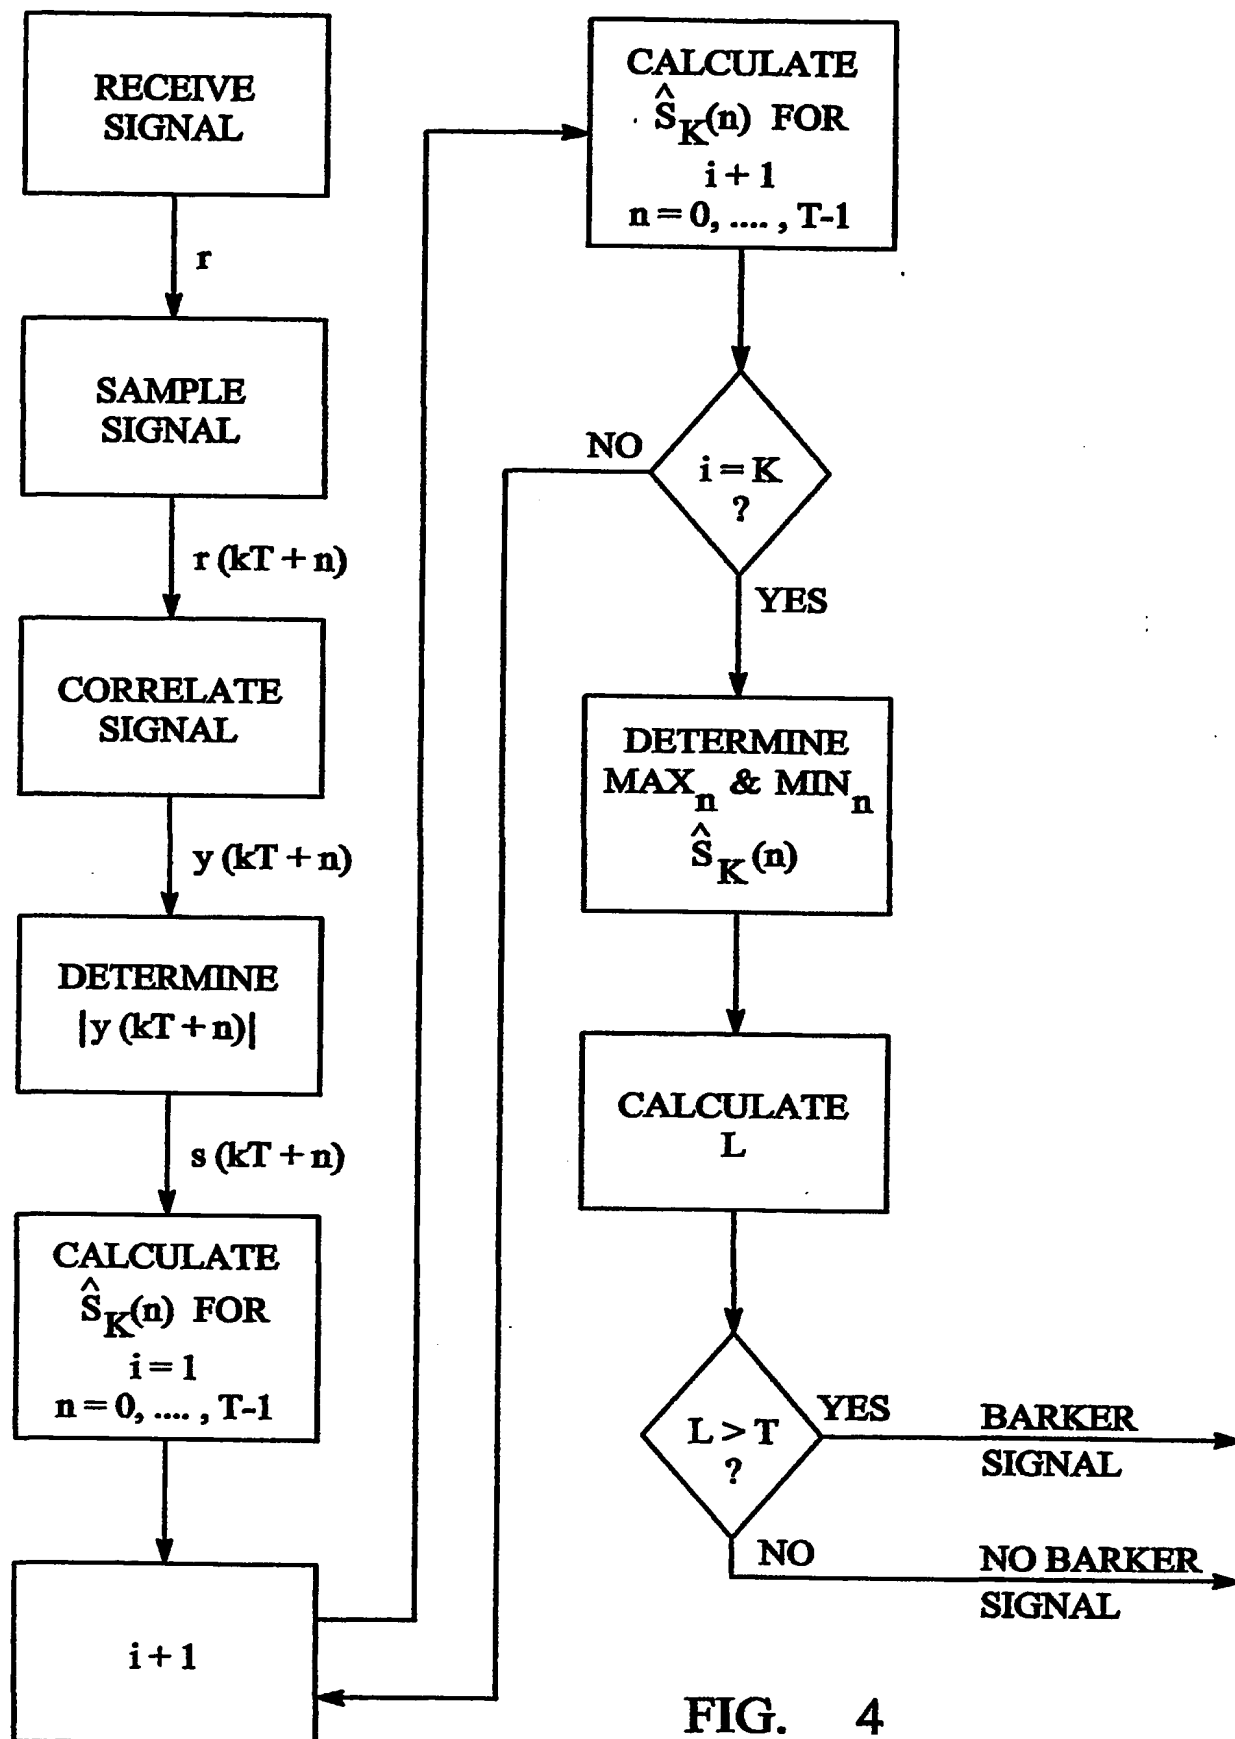 RECEIVE
SIGNAL
r
SAMPLE
SIGNAL
r (kT + n)
CORRELATE
SIGNAL
y (kT + n)
DETERMINE
|y (kT + n)|
s (kT + n)
CALCULATE
Ŝ_K(n) FOR
i = 1
n = 0, .... , T-1
i + 1
CALCULATE
Ŝ_K(n) FOR
i + 1
n = 0, .... , T-1
i = K
?
NO
YES
DETERMINE
MAX_n & MIN_n
Ŝ_K (n)
CALCULATE
L
L > T
?
YES
BARKER
SIGNAL
NO
NO BARKER
SIGNAL
FIG. 4